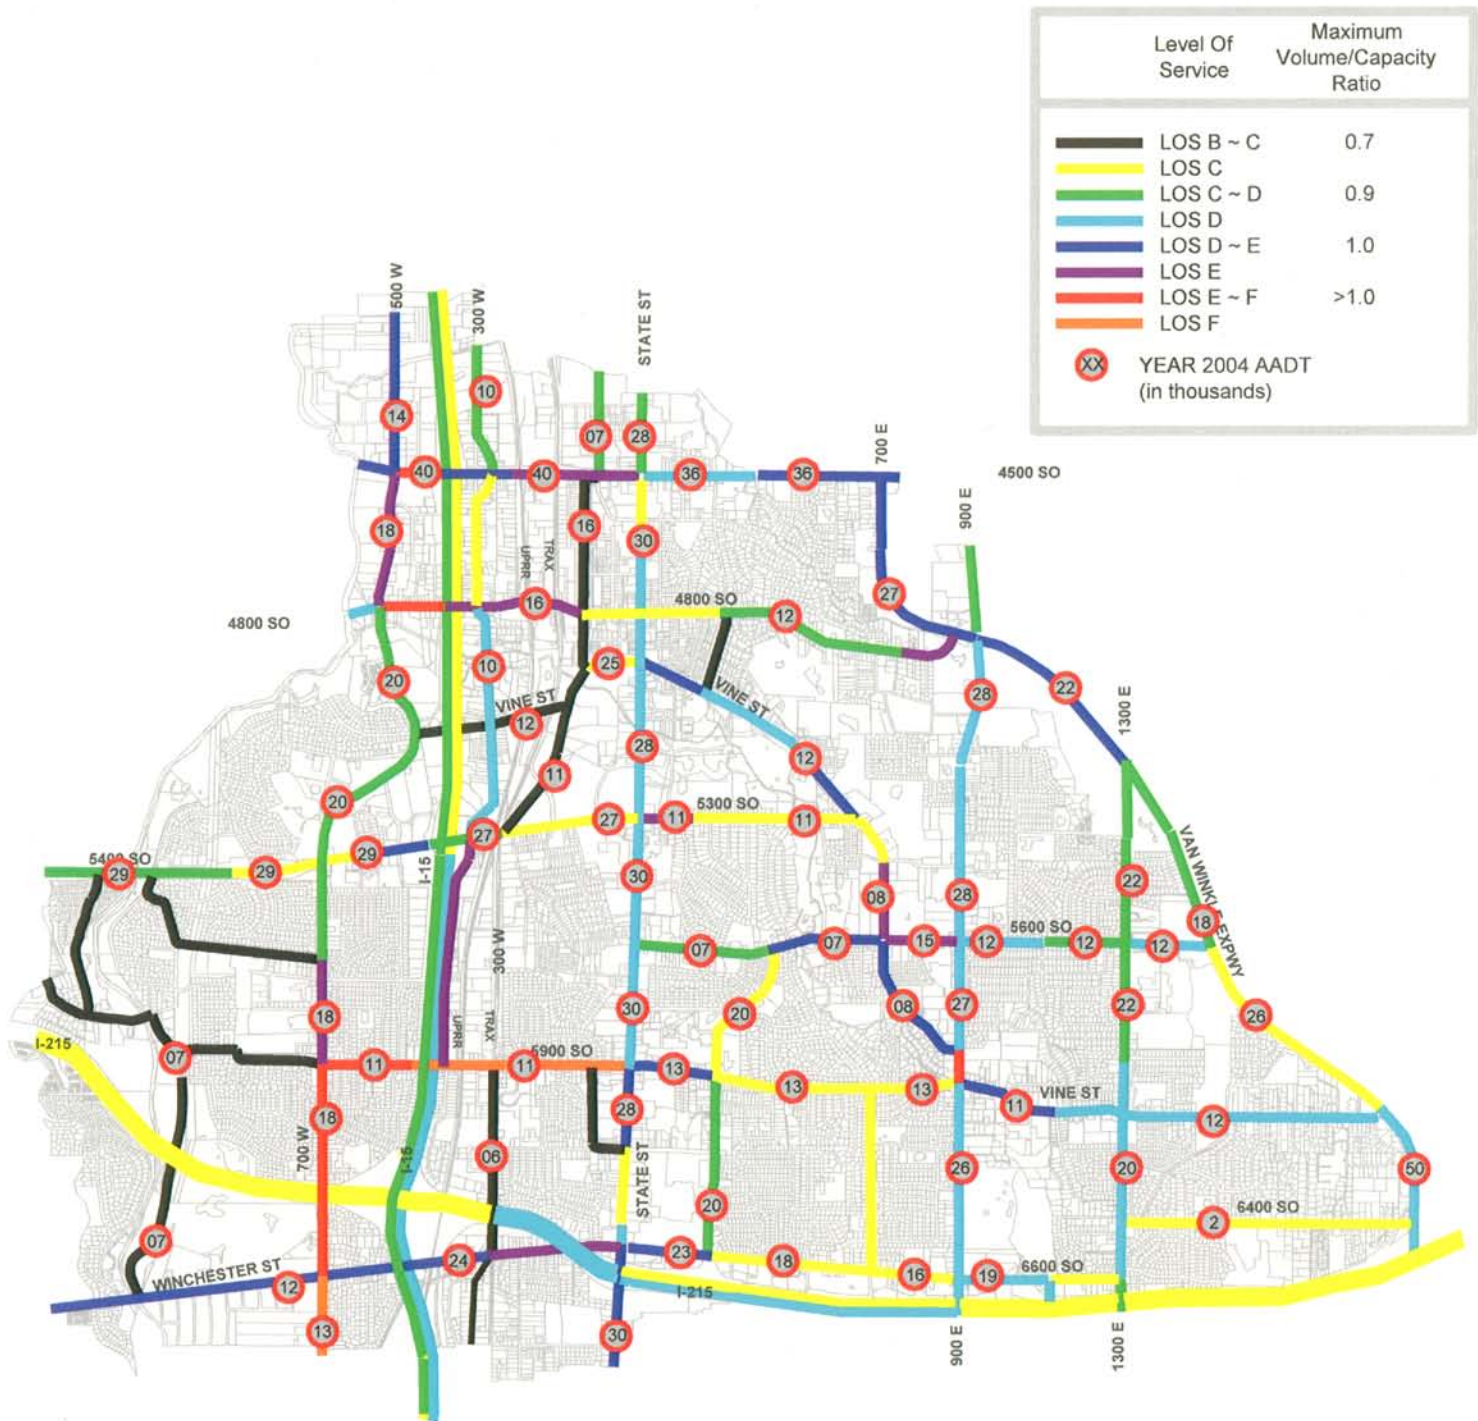 Level Of
Service
Maximum
Volume/Capacity
Ratio
LOS B ~ C 0.7
LOS C
LOS C ~ D 0.9
LOS D
LOS D ~ E 1.0
LOS E
LOS E ~ F >1.0
LOS F
XX YEAR 2004 AADT
(in thousands)
500 W
300 W
STATE ST
10
14
07
28
700 E
40
40
36
36
4500 SO
900 E
18
16
30
UPRR
TRAX
27
16
4800 SO
12
4800 SO
25
10
20
VINE ST
28
22
1300 E
VINE ST
12
28
12
11
20
5300 SO
27
11
11
27
29
5400 SO
29
29
I-15
30
22
VAN WINKLE EXPWY
08
28
18
5600 SO
07
07
15
12
12
12
300 W
18
30
20
08
27
22
26
UPRR
TRAX
I-215
07
11
5900 SO
11
13
13
13
VINE ST
11
28
18
12
700 W
I-15
06
26
20
50
STATE ST
20
6400 SO
2
07
23
24
18
WINCHESTER ST
12
16
19
6600 SO
I-215
13
30
900 E
1300 E